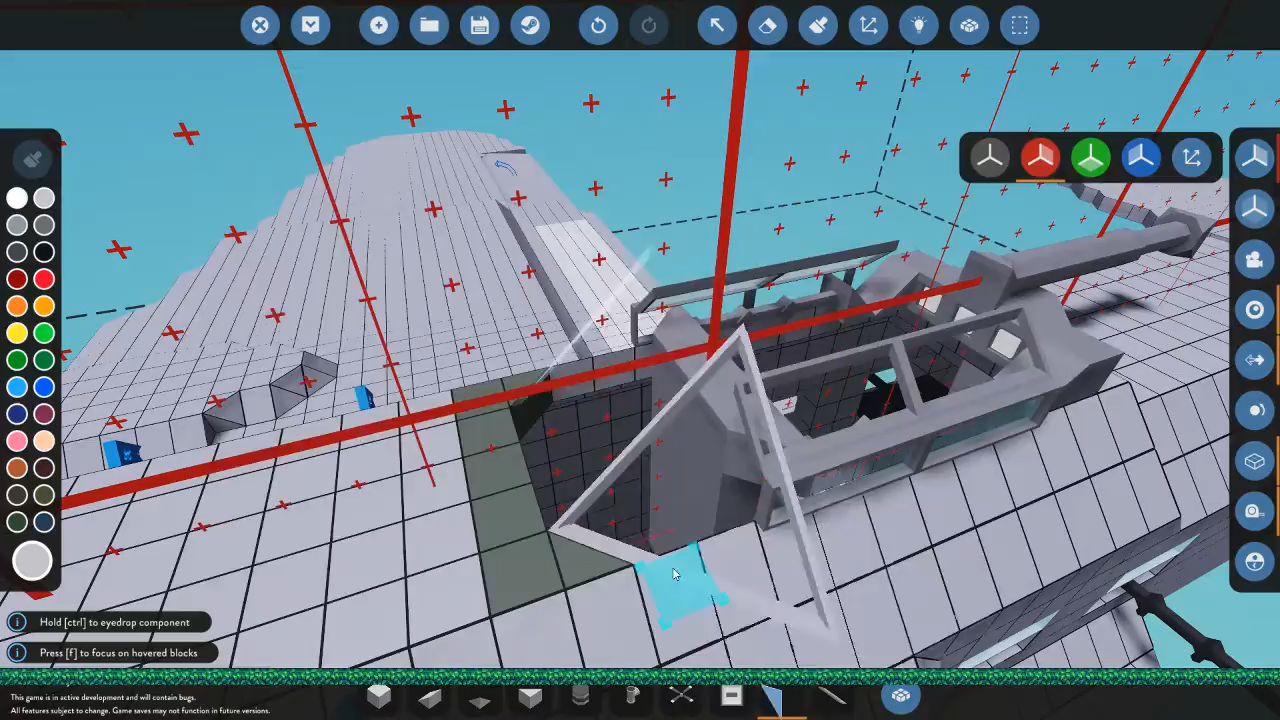 Hold [ctrl] to eyedrop component
Press [f] to focus on hovered blocks
This game is in active development and will contain bugs.
All features subject to change. Game saves may not function in future versions.